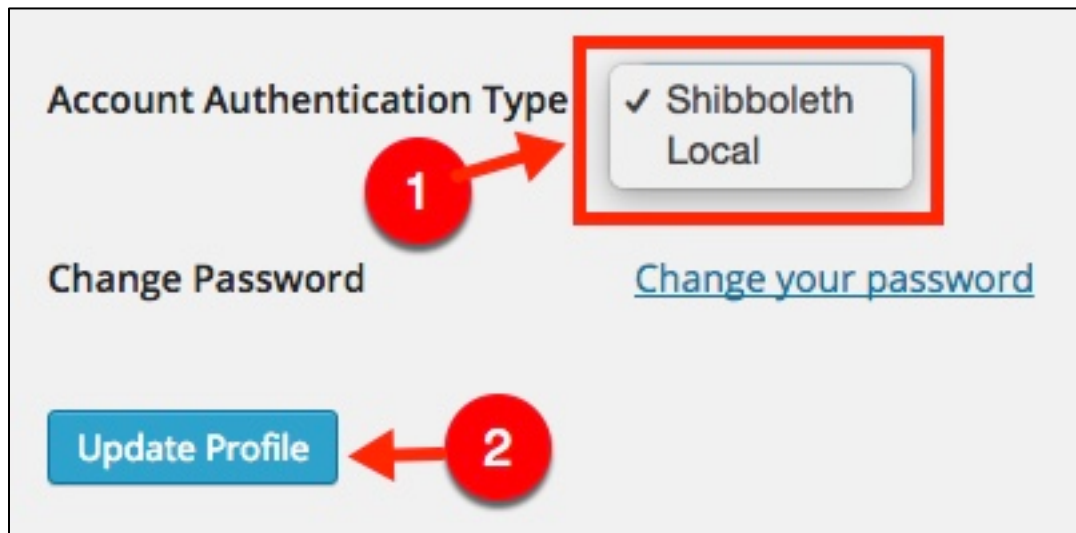 Account Authentication Type
✓ Shibboleth
Local
1
Change Password
Change your password
Update Profile
2